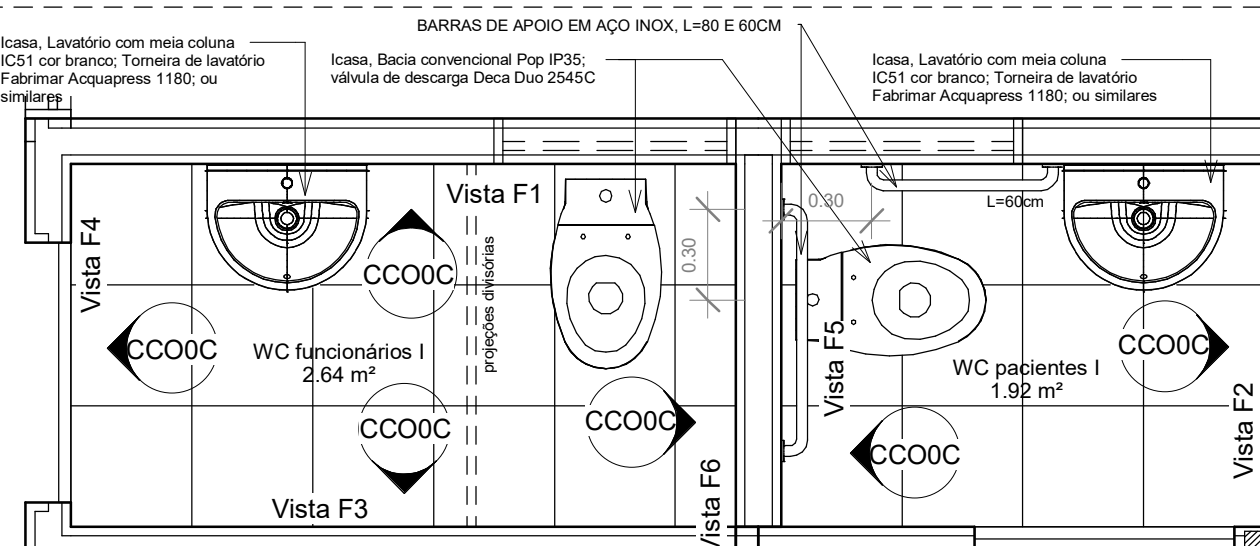 BARRAS DE APOIO EM AÇO INOX, L=80 E 60CM
Icasa, Lavatório com meia coluna
IC51 cor branco; Torneira de lavatório
Fabrimar Acquapress 1180; ou
similares
Icasa, Bacia convencional Pop IP35;
válvula de descarga Deca Duo 2545C
Icasa, Lavatório com meia coluna
IC51 cor branco; Torneira de lavatório
Fabrimar Acquapress 1180; ou similares
Vista F1
Vista F4
CCO0C
projeções divisórias
0.30
0.30
L=60cm
CCO0C
WC funcionários I
2.64 m²
CCO0C
CCO0C
Vista F3
Vista F6
Vista F5
WC pacientes I
1.92 m²
CCO0C
CCO0C
Vista F2